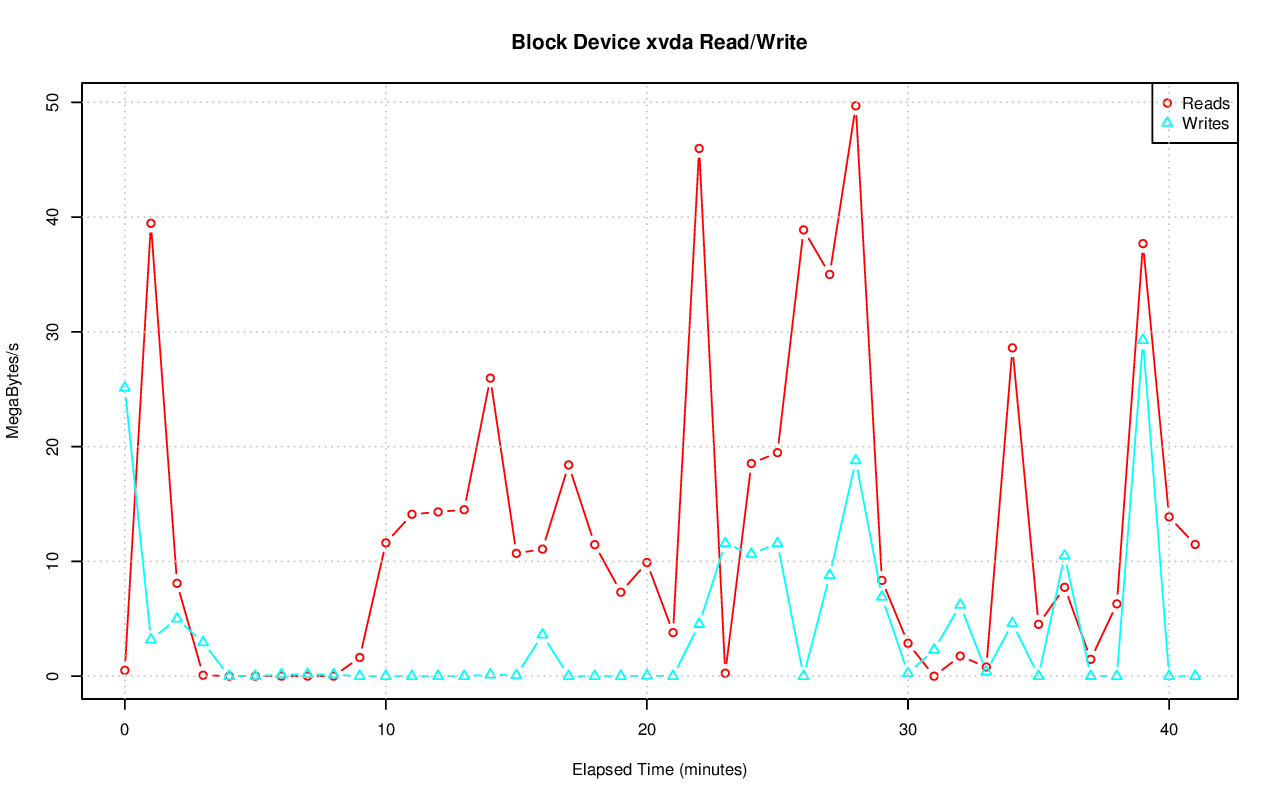 Block Device xvda Read/Write
Reads
Writes
MegaBytes/s
50
40
30
20
10
0
0 10 20 30 40
Elapsed Time (minutes)